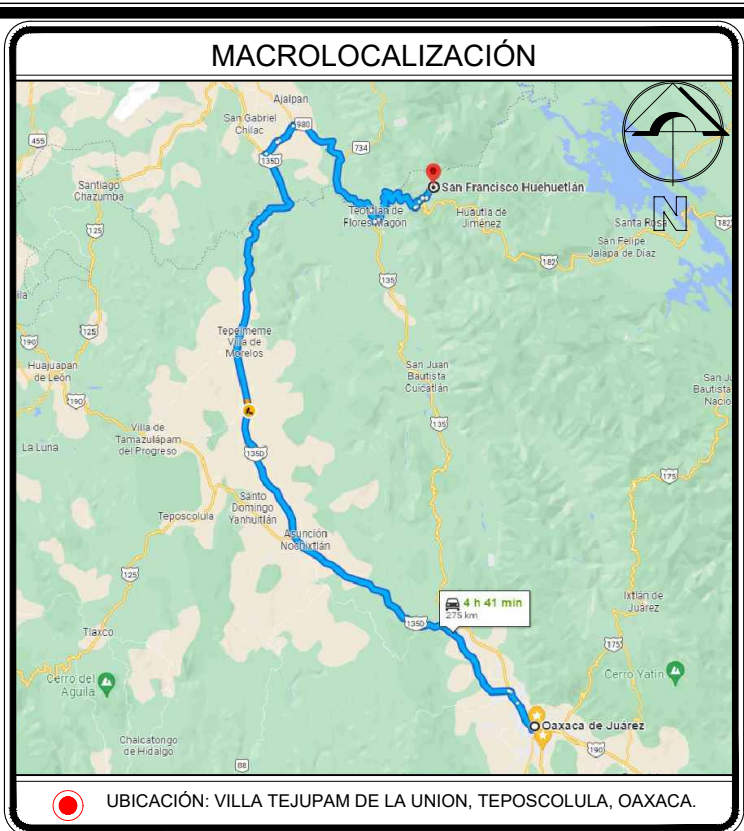 MACROLOCALIZACIÓN
Ajalpan
San Gabriel
Chilac
980
455
135D
734
San Francisco Huehuetlán
Santiago
Chazumba
Teotitlán de
Flores Magón
Huautla de
Jiménez
N
Santa Rosa
182
125
San Felipe
Jalapa de Díaz
182
135
Tepelmeme
Villa de
Morelos
190
125
Huajuapan
de León
San Juan
Bautista
Cuicatlán
San Ju
Bautista
Nacio
190
135
Villa de
Tamazulápam
del Progreso
La Luna
135D
175
Santo
Domingo
Yanhuitlán
Teposcolula
Asunción
Nochixtlán
125
4 h 41 min
275 km
Ixtlán de
Juárez
135D
Tlaxco
175
Cerro del
Aguila
Cerro Yatin
Oaxaca de Juárez
Chalcatongo
de Hidalgo
190
UBICACIÓN: VILLA TEJUPAM DE LA UNION, TEPOSCOLULA, OAXACA.